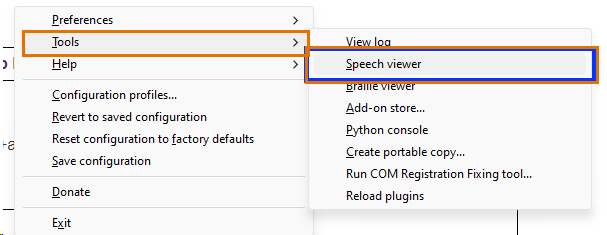 Preferences
Tools
Help
Configuration profiles...
Revert to saved configuration
Reset configuration to factory defaults
Save configuration
Donate
Exit
View log
Speech viewer
Braille viewer
Add-on store...
Python console
Create portable copy...
Run COM Registration Fixing tool...
Reload plugins